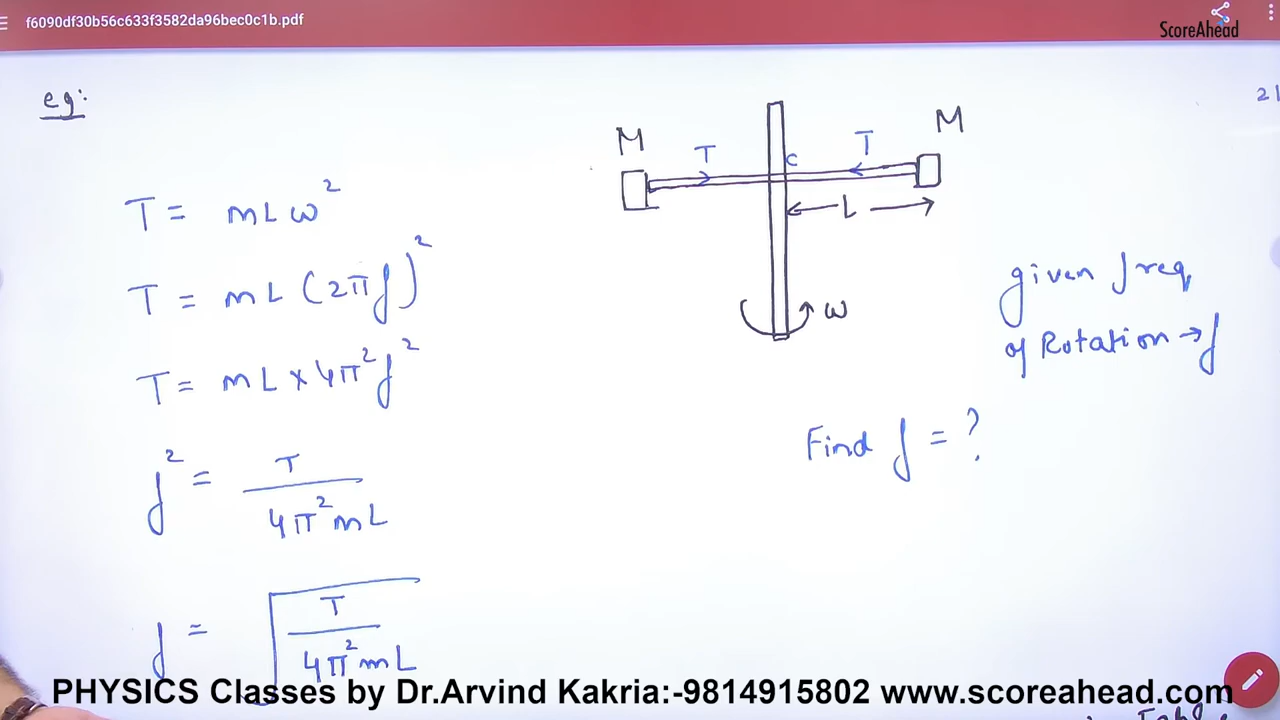 f6090df30b56c633f3582da96bec0c1b.pdf
ScoreAhead
eg:
21
M
M
T
T
C
L
ω
T = mLω²
T = mL(2πf)²
T = mL × 4π²f²
f² = T / 4π²mL
f = √(T / 4π²mL)
given freq
of Rotation → f
Find f = ?
PHYSICS Classes by Dr.Arvind Kakria:-9814915802 www.scoreahead.com